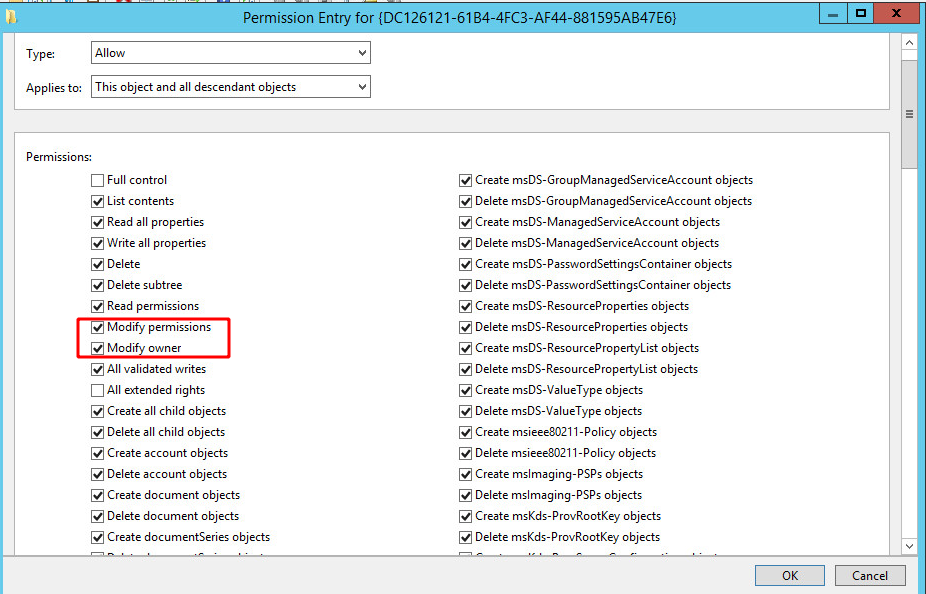 Permission Entry for {DC126121-61B4-4FC3-AF44-881595AB47E6}
Type: Allow
Applies to: This object and all descendant objects
Permissions:
Full control
List contents
Read all properties
Write all properties
Delete
Delete subtree
Read permissions
Modify permissions
Modify owner
All validated writes
All extended rights
Create all child objects
Delete all child objects
Create account objects
Delete account objects
Create document objects
Delete document objects
Create documentSeries objects
Create msDS-GroupManagedServiceAccount objects
Delete msDS-GroupManagedServiceAccount objects
Create msDS-ManagedServiceAccount objects
Delete msDS-ManagedServiceAccount objects
Create msDS-PasswordSettingsContainer objects
Delete msDS-PasswordSettingsContainer objects
Create msDS-ResourceProperties objects
Delete msDS-ResourceProperties objects
Create msDS-ResourcePropertyList objects
Delete msDS-ResourcePropertyList objects
Create msDS-ValueType objects
Delete msDS-ValueType objects
Create msieee80211-Policy objects
Delete msieee80211-Policy objects
Create msImaging-PSPs objects
Delete msImaging-PSPs objects
Create msKds-ProvRootKey objects
Delete msKds-ProvRootKey objects
OK
Cancel